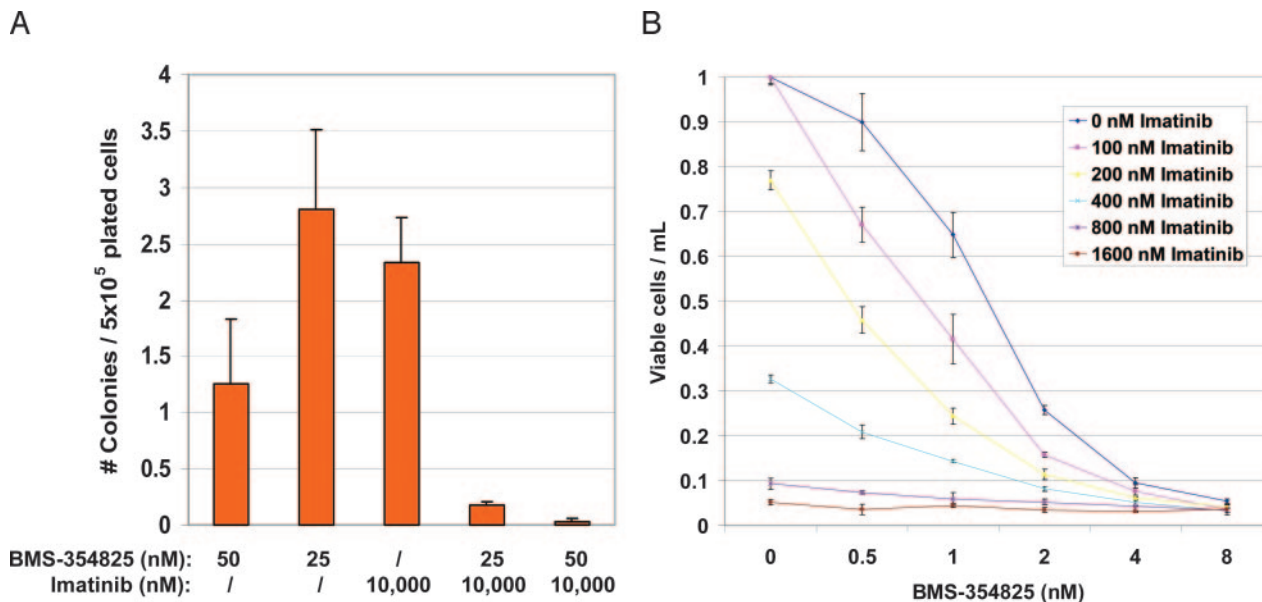 A
# Colonies / 5x10⁵ plated cells
4
3.5
3
2.5
2
1.5
1
0.5
0
BMS-354825 (nM): 50 25 / 25 50
Imatinib (nM): / / 10,000 10,000 10,000
B
Viable cells / mL
1
0.9
0.8
0.7
0.6
0.5
0.4
0.3
0.2
0.1
0
0 nM Imatinib
100 nM Imatinib
200 nM Imatinib
400 nM Imatinib
800 nM Imatinib
1600 nM Imatinib
0 0.5 1 2 4 8
BMS-354825 (nM)